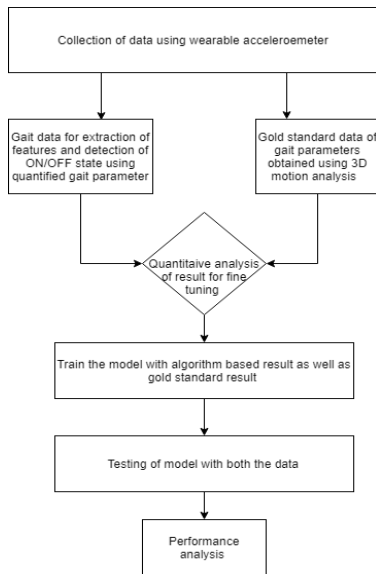 Collection of data using wearable acceleroemeter
Gait data for extraction of
features and detection of
ON/OFF state using
quantified gait parameter
Gold standard data of
gait parameters
obtained using 3D
motion analysis
Quantitaive analysis
of result for fine
tuning
Train the model with algorithm based result as well as
gold standard result
Testing of model with both the data
Performance
analysis